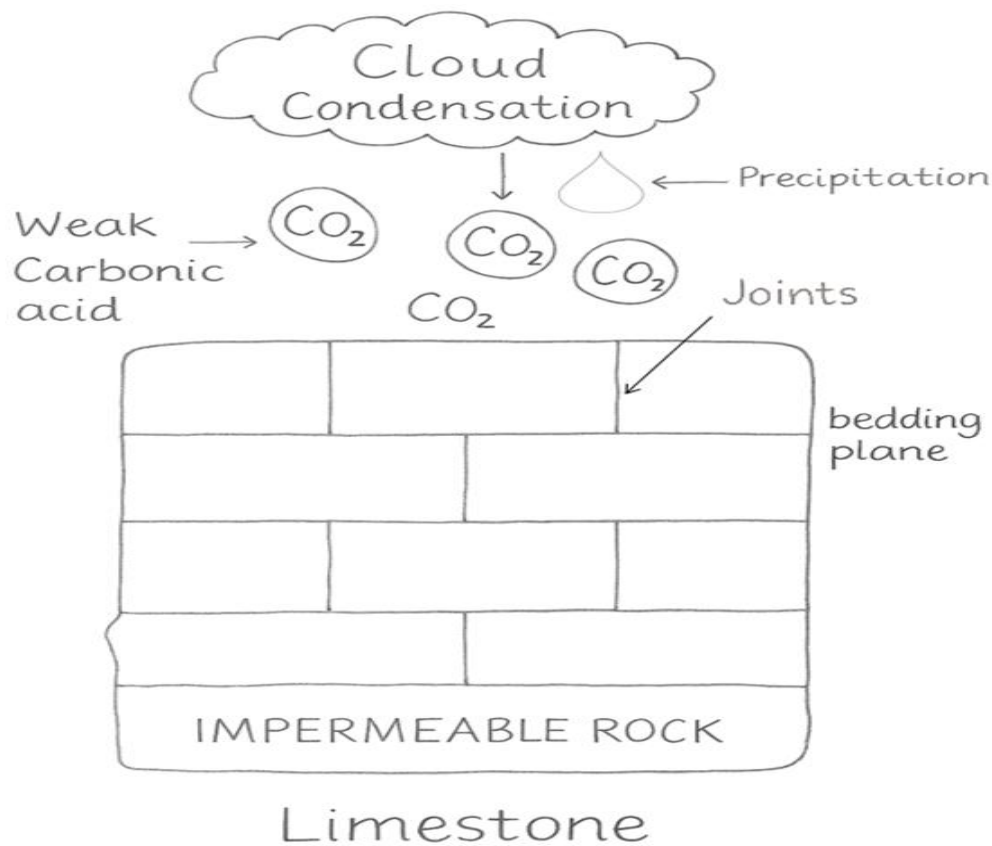 Cloud
Condensation
Precipitation
Weak
Carbonic
acid
CO₂
CO₂
CO₂
CO₂
Joints
bedding
plane
IMPERMEABLE ROCK
Limestone